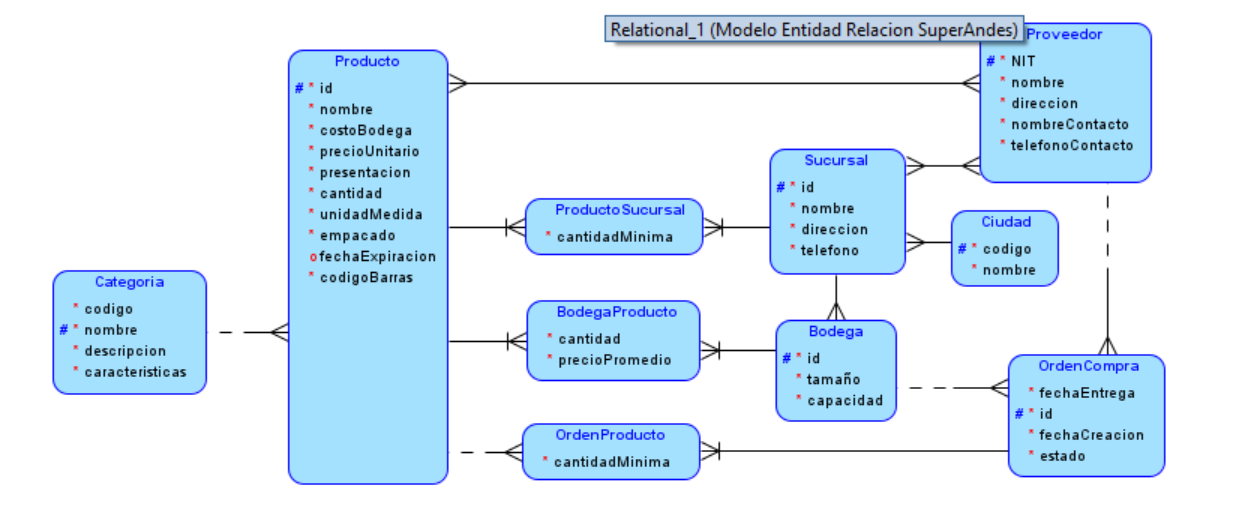 Relational_1 (Modelo Entidad Relacion SuperAndes)
Producto
# * id
* nombre
* costoBodega
* precioUnitario
* presentacion
* cantidad
* unidadMedida
* empacado
o fechaExpiracion
* codigoBarras
Proveedor
# * NIT
* nombre
* direccion
* nombreContacto
* telefonoContacto
Sucursal
# * id
* nombre
* direccion
* telefono
ProductoSucursal
* cantidadMinima
Ciudad
# * codigo
* nombre
Categoria
* codigo
# * nombre
* descripcion
* caracteristicas
BodegaProducto
* cantidad
* precioPromedio
Bodega
# * id
* tamaño
* capacidad
OrdenCompra
* fechaEntrega
# * id
* fechaCreacion
* estado
OrdenProducto
* cantidadMinima